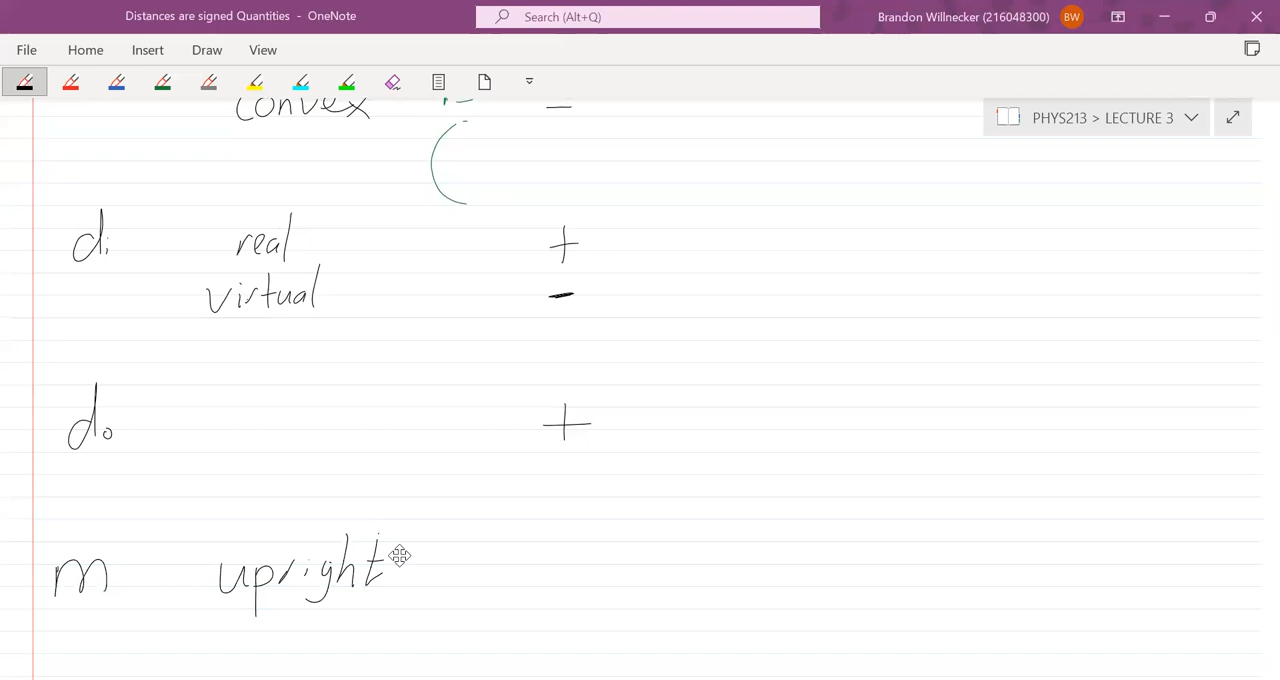 Distances are signed Quantities - OneNote
Search (Alt+Q)
Brandon Willnecker (216048300)
BW
File Home Insert Draw View
PHYS213 > LECTURE 3
convex -
di real +
virtual -
do +
m upright